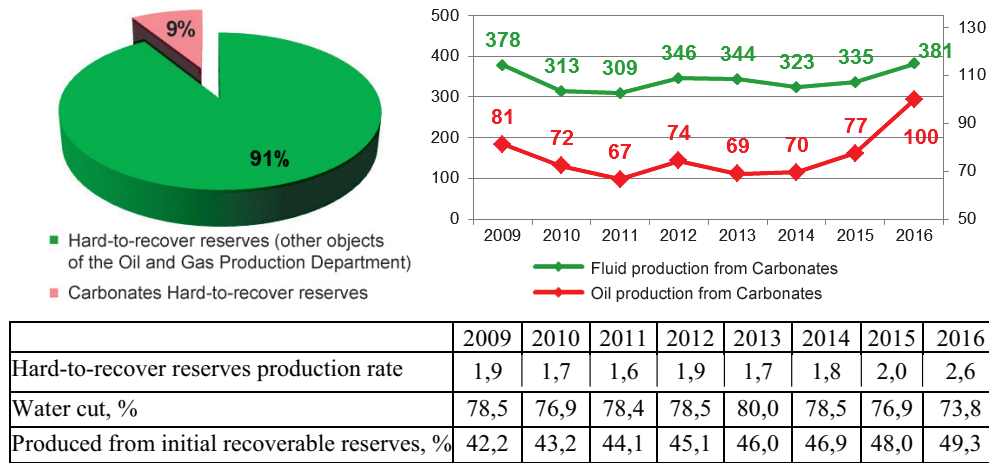 9%
91%
Hard-to-recover reserves (other objects
of the Oil and Gas Production Department)
Carbonates Hard-to-recover reserves
500
400
300
200
100
0
130
110
90
70
50
378
313
309
346
344
323
335
381
81
72
67
74
69
70
77
100
2009 2010 2011 2012 2013 2014 2015 2016
Fluid production from Carbonates
Oil production from Carbonates
2009 2010 2011 2012 2013 2014 2015 2016
Hard-to-recover reserves production rate 1,9 1,7 1,6 1,9 1,7 1,8 2,0 2,6
Water cut, % 78,5 76,9 78,4 78,5 80,0 78,5 76,9 73,8
Produced from initial recoverable reserves, % 42,2 43,2 44,1 45,1 46,0 46,9 48,0 49,3